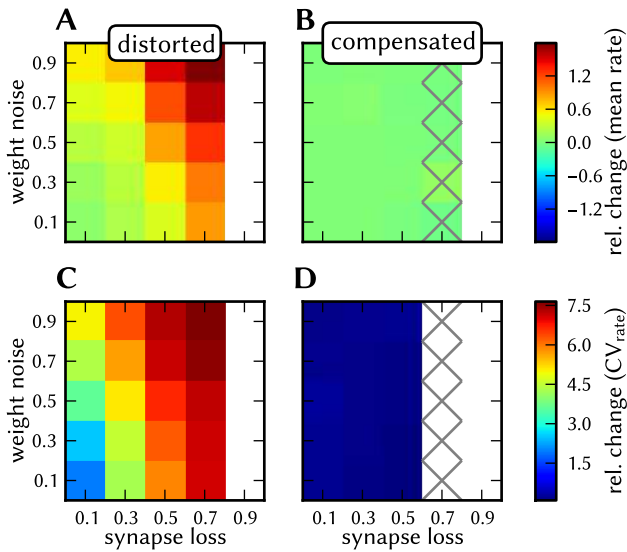 A
distorted
B
compensated
weight noise
0.9
0.7
0.5
0.3
0.1
1.2
0.6
0.0
−0.6
−1.2
rel. change (mean rate)
C
D
weight noise
0.9
0.7
0.5
0.3
0.1
0.1 0.3 0.5 0.7 0.9
synapse loss
0.1 0.3 0.5 0.7 0.9
synapse loss
7.5
6.0
4.5
3.0
1.5
rel. change (CVrate)